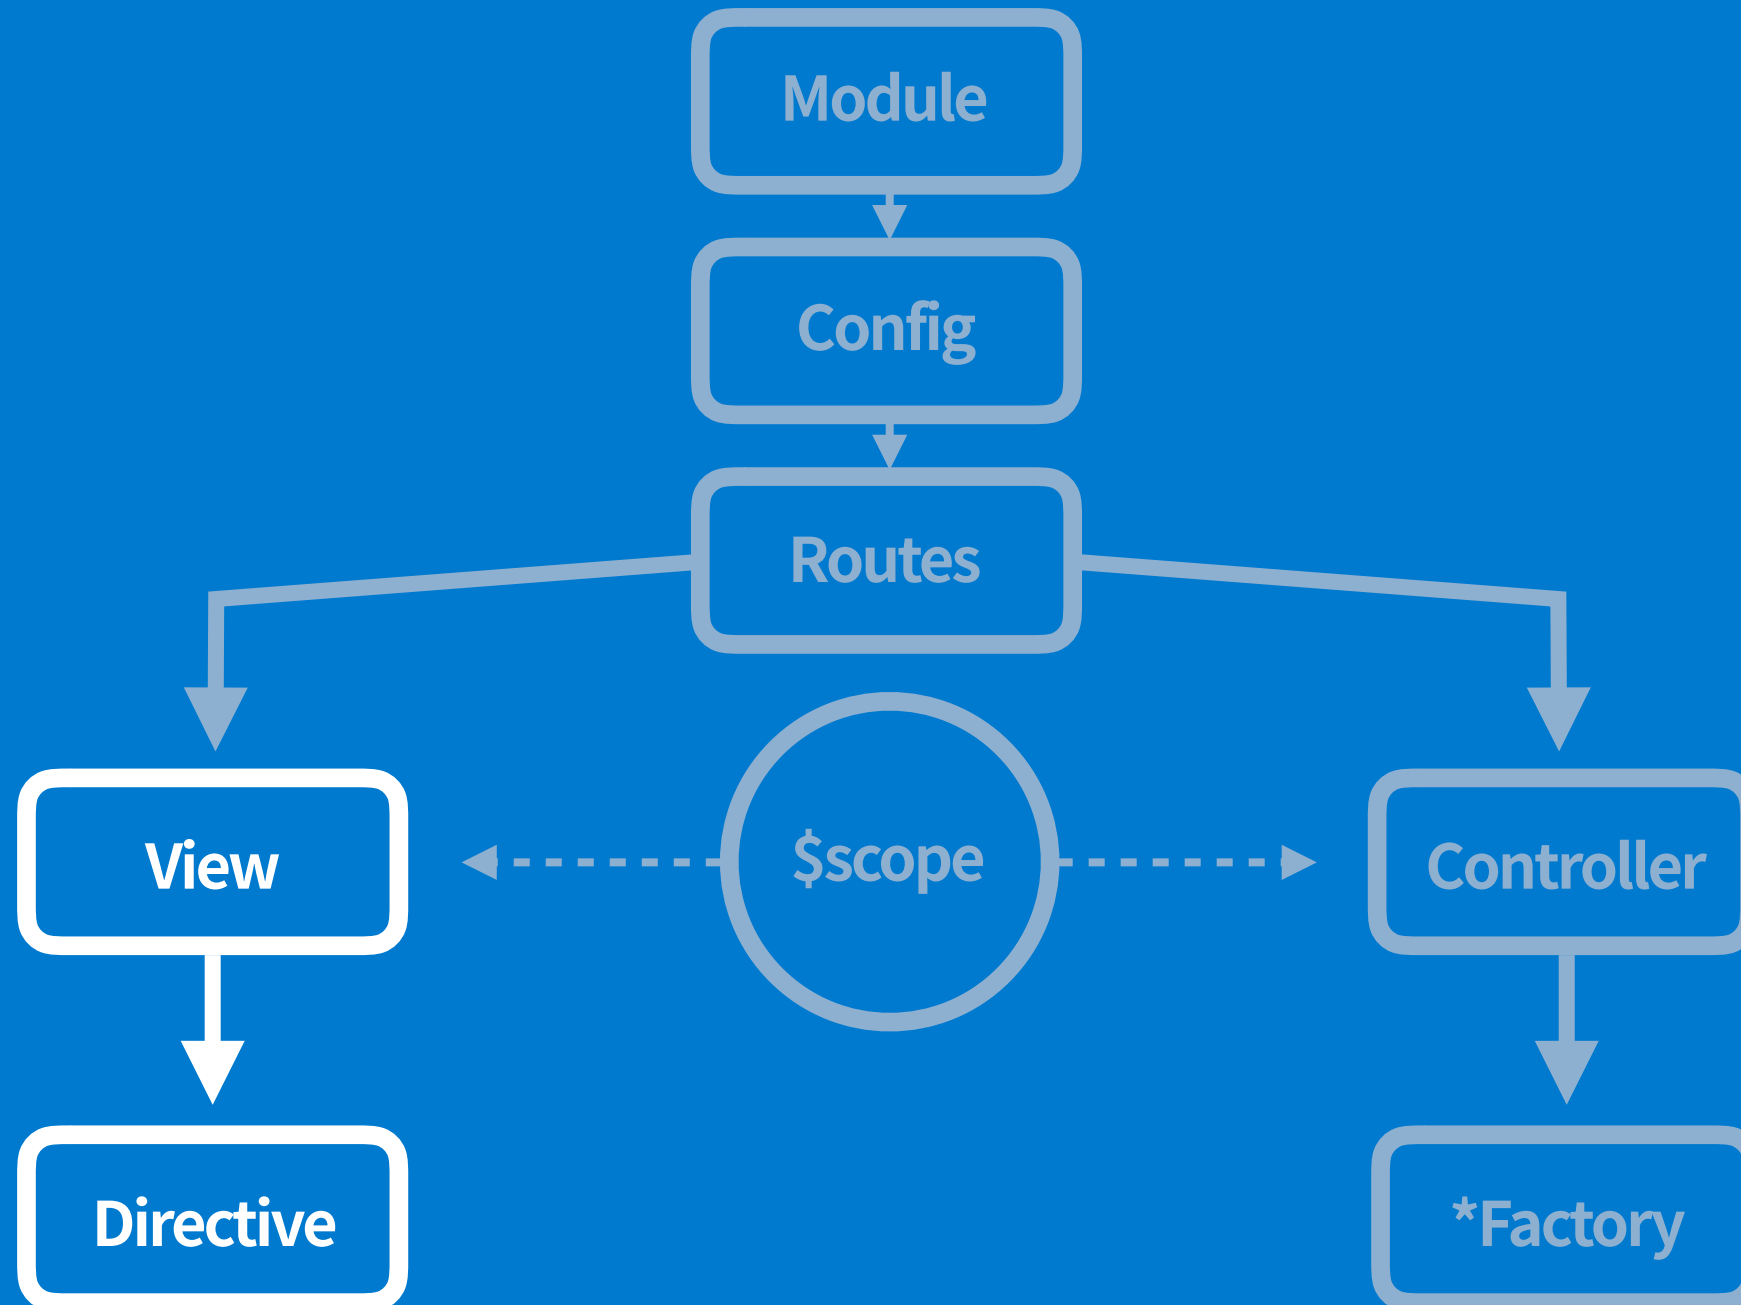 Module
Config
Routes
View
$scope
Controller
Directive
*Factory